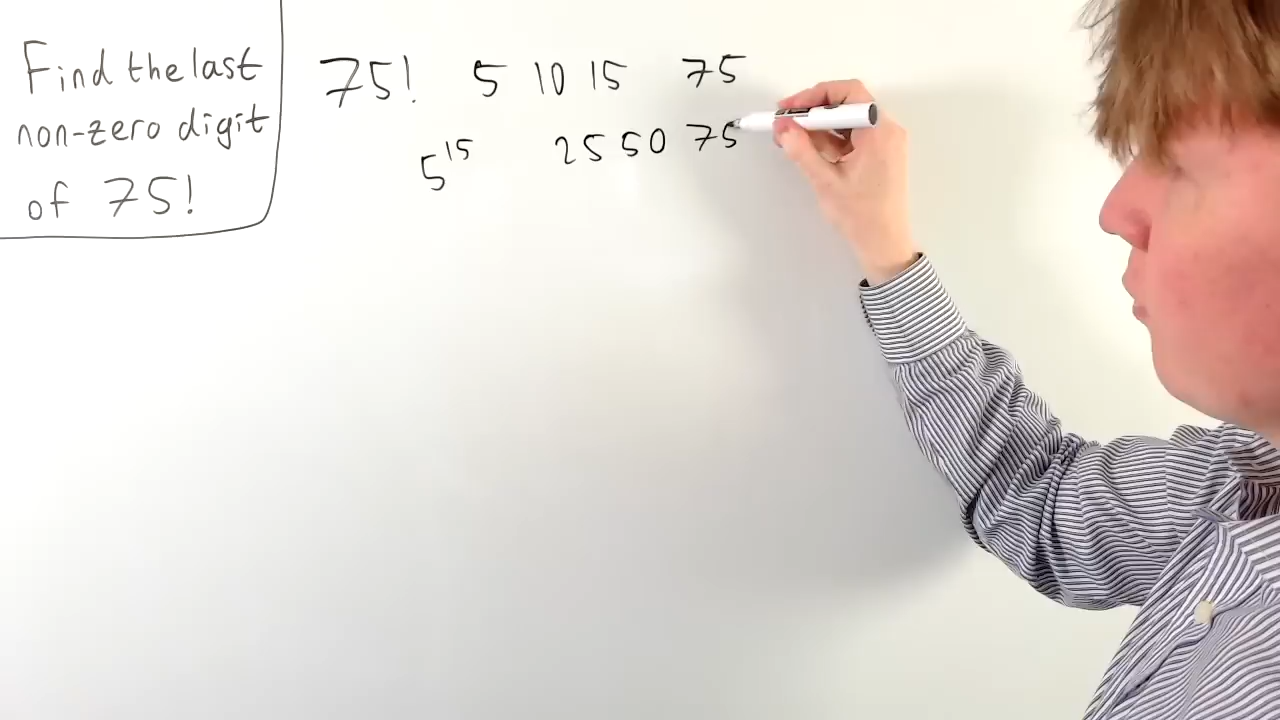 Find the last
non-zero digit
of 75!
75! 5 10 15 75
5^15 25 50 75